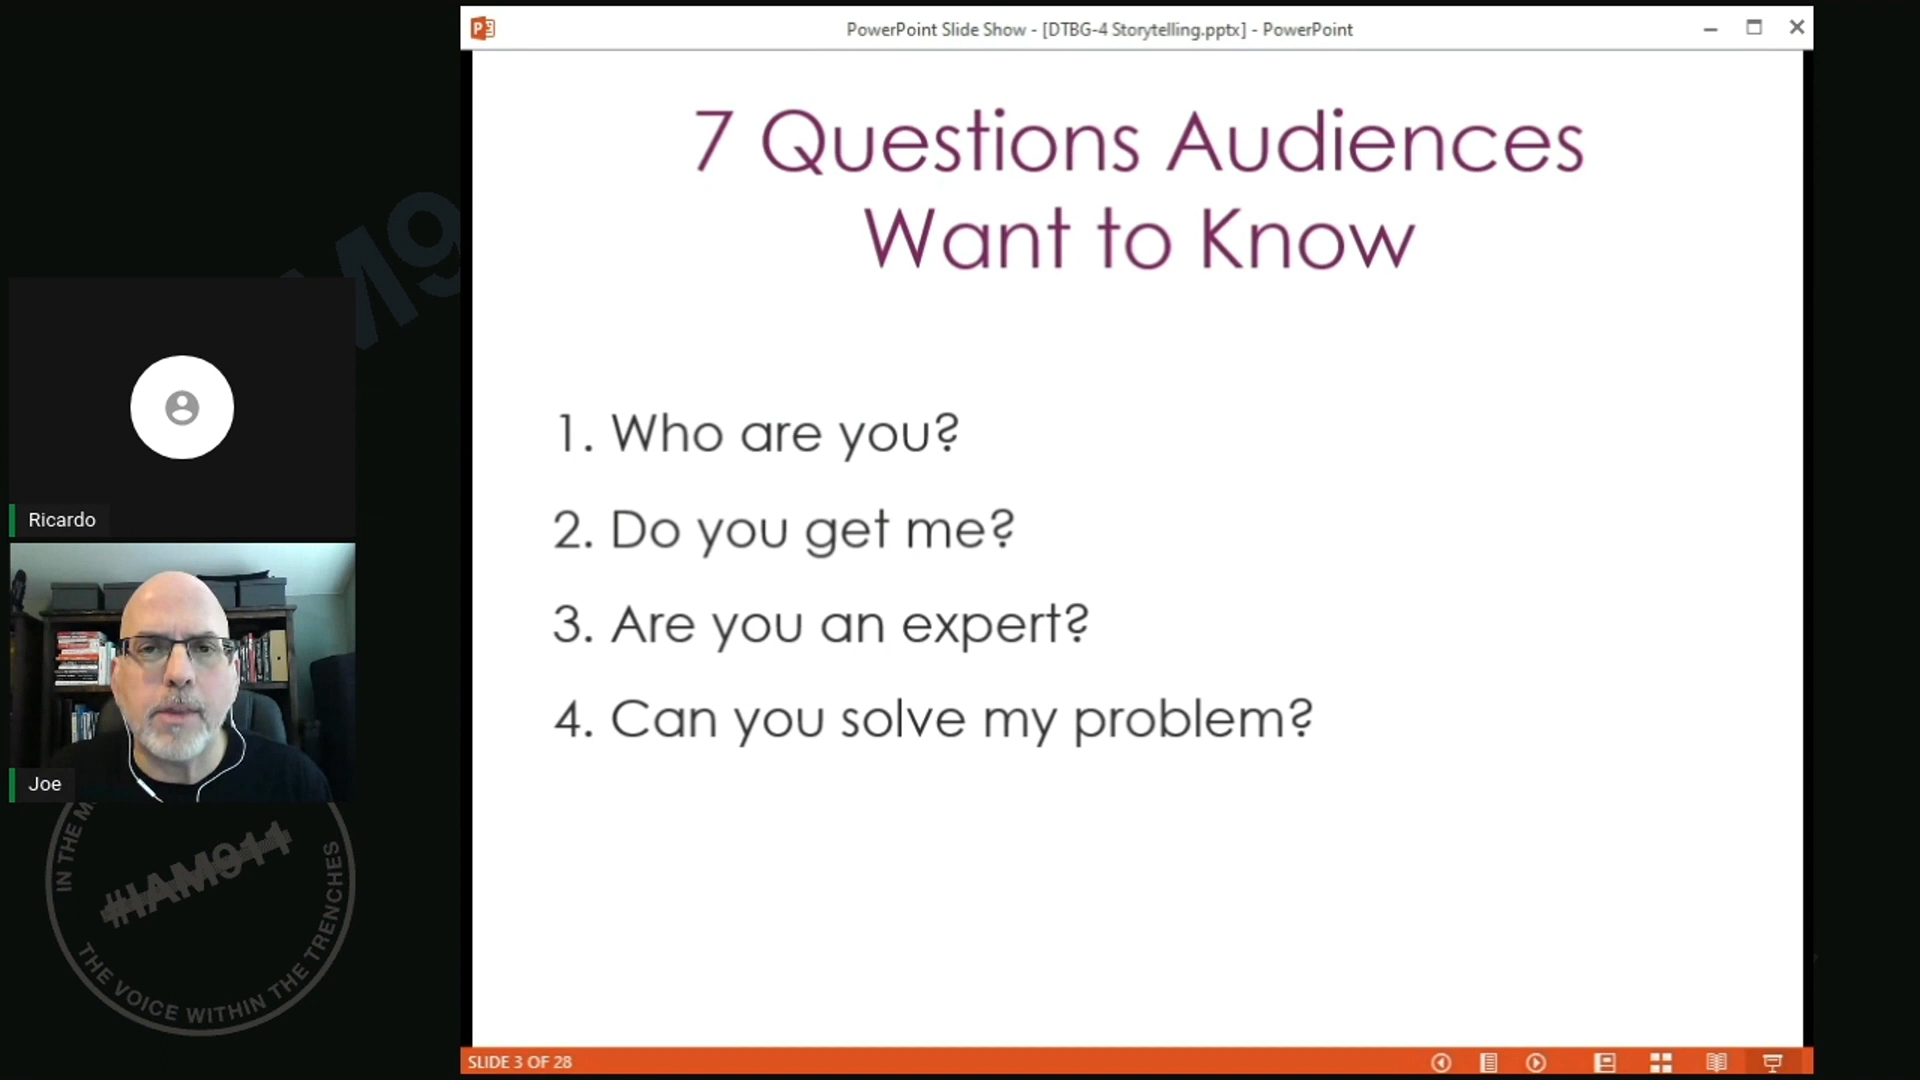 PowerPoint Slide Show - [DTBG-4 Storytelling.pptx] - PowerPoint
7 Questions Audiences
Want to Know
1. Who are you?
2. Do you get me?
3. Are you an expert?
4. Can you solve my problem?
SLIDE 3 OF 28
M9
Ricardo
Joe
IN THE M
#IAM911
THE VOICE WITHIN THE TRENCHES